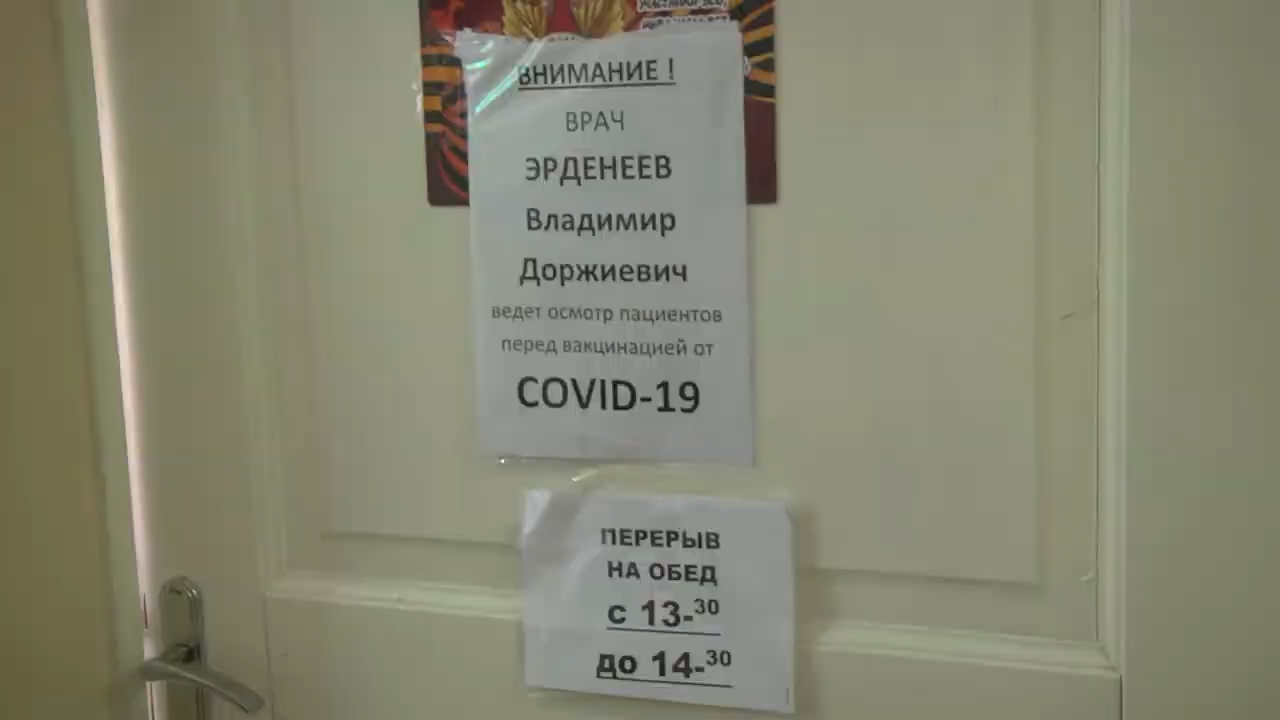 ВНИМАНИЕ !
ВРАЧ
ЭРДЕНЕЕВ
Владимир
Доржиевич
ведет осмотр пациентов
перед вакцинацией от
COVID-19
ПЕРЕРЫВ
НА ОБЕД
с 13-30
до 14-30